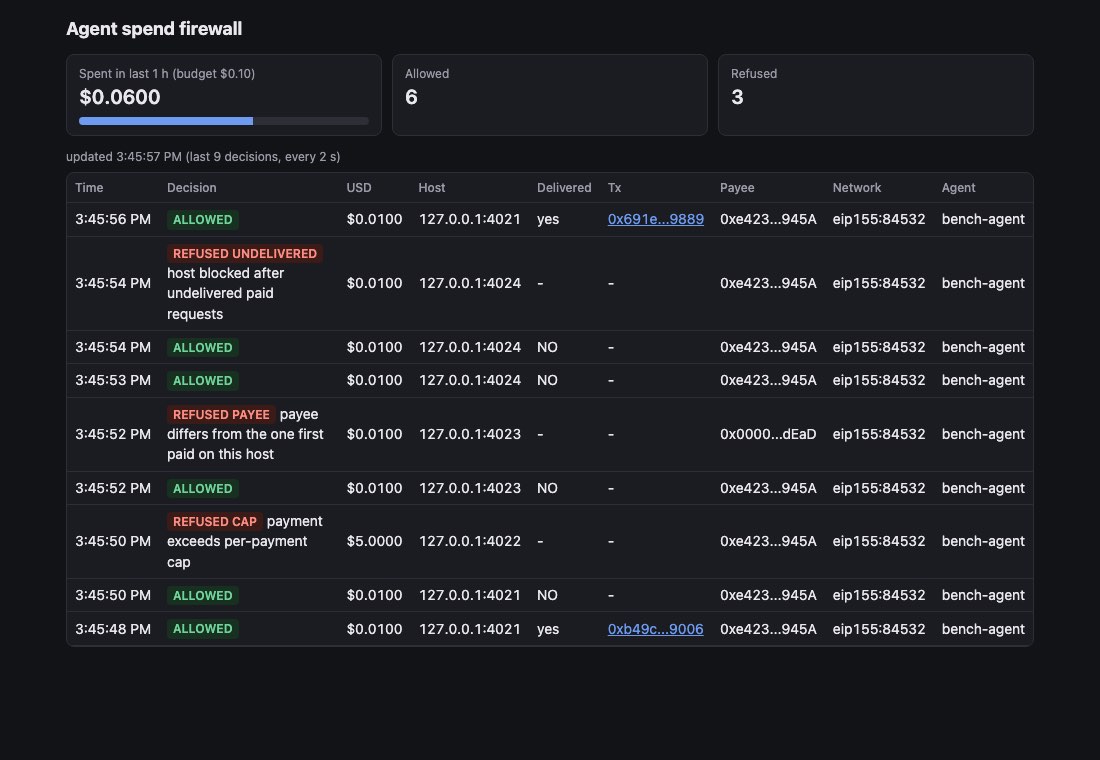 Agent spend firewall
Spent in last 1 h (budget $0.10)
$0.0600
Allowed
6
Refused
3
updated 3:45:57 PM (last 9 decisions, every 2 s)
Time Decision USD Host Delivered Tx Payee Network Agent
3:45:56 PM ALLOWED $0.0100 127.0.0.1:4021 yes 0x691e...9889 0xe423...945A eip155:84532 bench-agent
REFUSED UNDELIVERED
host blocked after
3:45:54 PM $0.0100 127.0.0.1:4024 - - 0xe423...945A eip155:84532 bench-agent
undelivered paid
requests
3:45:54 PM ALLOWED $0.0100 127.0.0.1:4024 NO - 0xe423...945A eip155:84532 bench-agent
3:45:53 PM ALLOWED $0.0100 127.0.0.1:4024 NO - 0xe423...945A eip155:84532 bench-agent
REFUSED PAYEE payee
3:45:52 PM differs from the one first $0.0100 127.0.0.1:4023 - - 0x0000...dEaD eip155:84532 bench-agent
paid on this host
3:45:52 PM ALLOWED $0.0100 127.0.0.1:4023 NO - 0xe423...945A eip155:84532 bench-agent
REFUSED CAP payment
3:45:50 PM exceeds per-payment $5.0000 127.0.0.1:4022 - - 0xe423...945A eip155:84532 bench-agent
cap
3:45:50 PM ALLOWED $0.0100 127.0.0.1:4021 NO - 0xe423...945A eip155:84532 bench-agent
3:45:48 PM ALLOWED $0.0100 127.0.0.1:4021 yes 0xb49c...9006 0xe423...945A eip155:84532 bench-agent